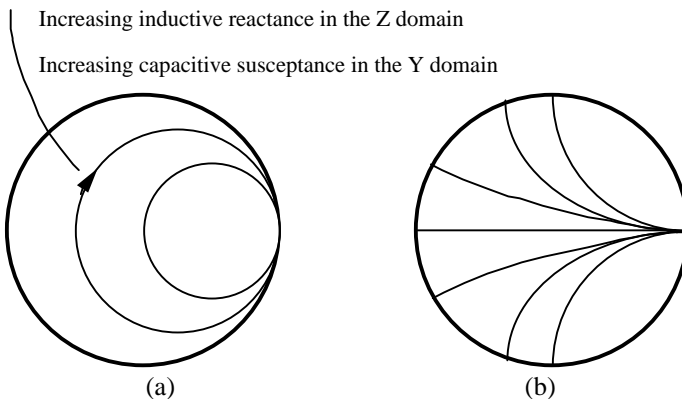 Increasing inductive reactance in the Z domain
Increasing capacitive susceptance in the Y domain
(a)
(b)